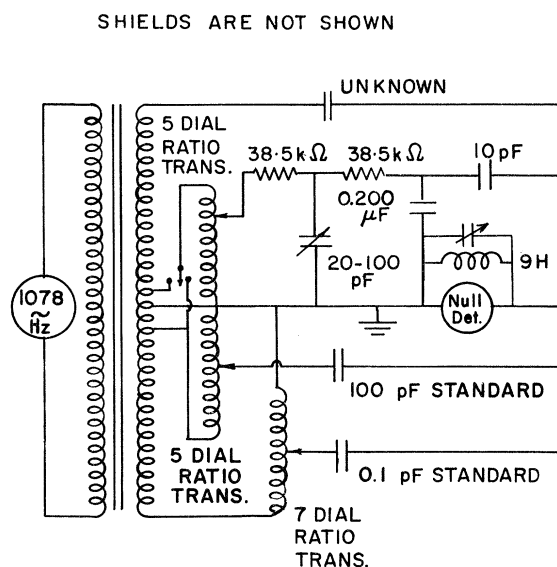 SHIELDS ARE NOT SHOWN
UNKNOWN
5 DIAL
RATIO
TRANS.
38·5kΩ
38·5kΩ
10pF
0.200
μF
20-100
pF
9H
1078
~
Hz
Null
Det.
100 pF STANDARD
5 DIAL
RATIO
TRANS.
0.1 pF STANDARD
7 DIAL
RATIO
TRANS.